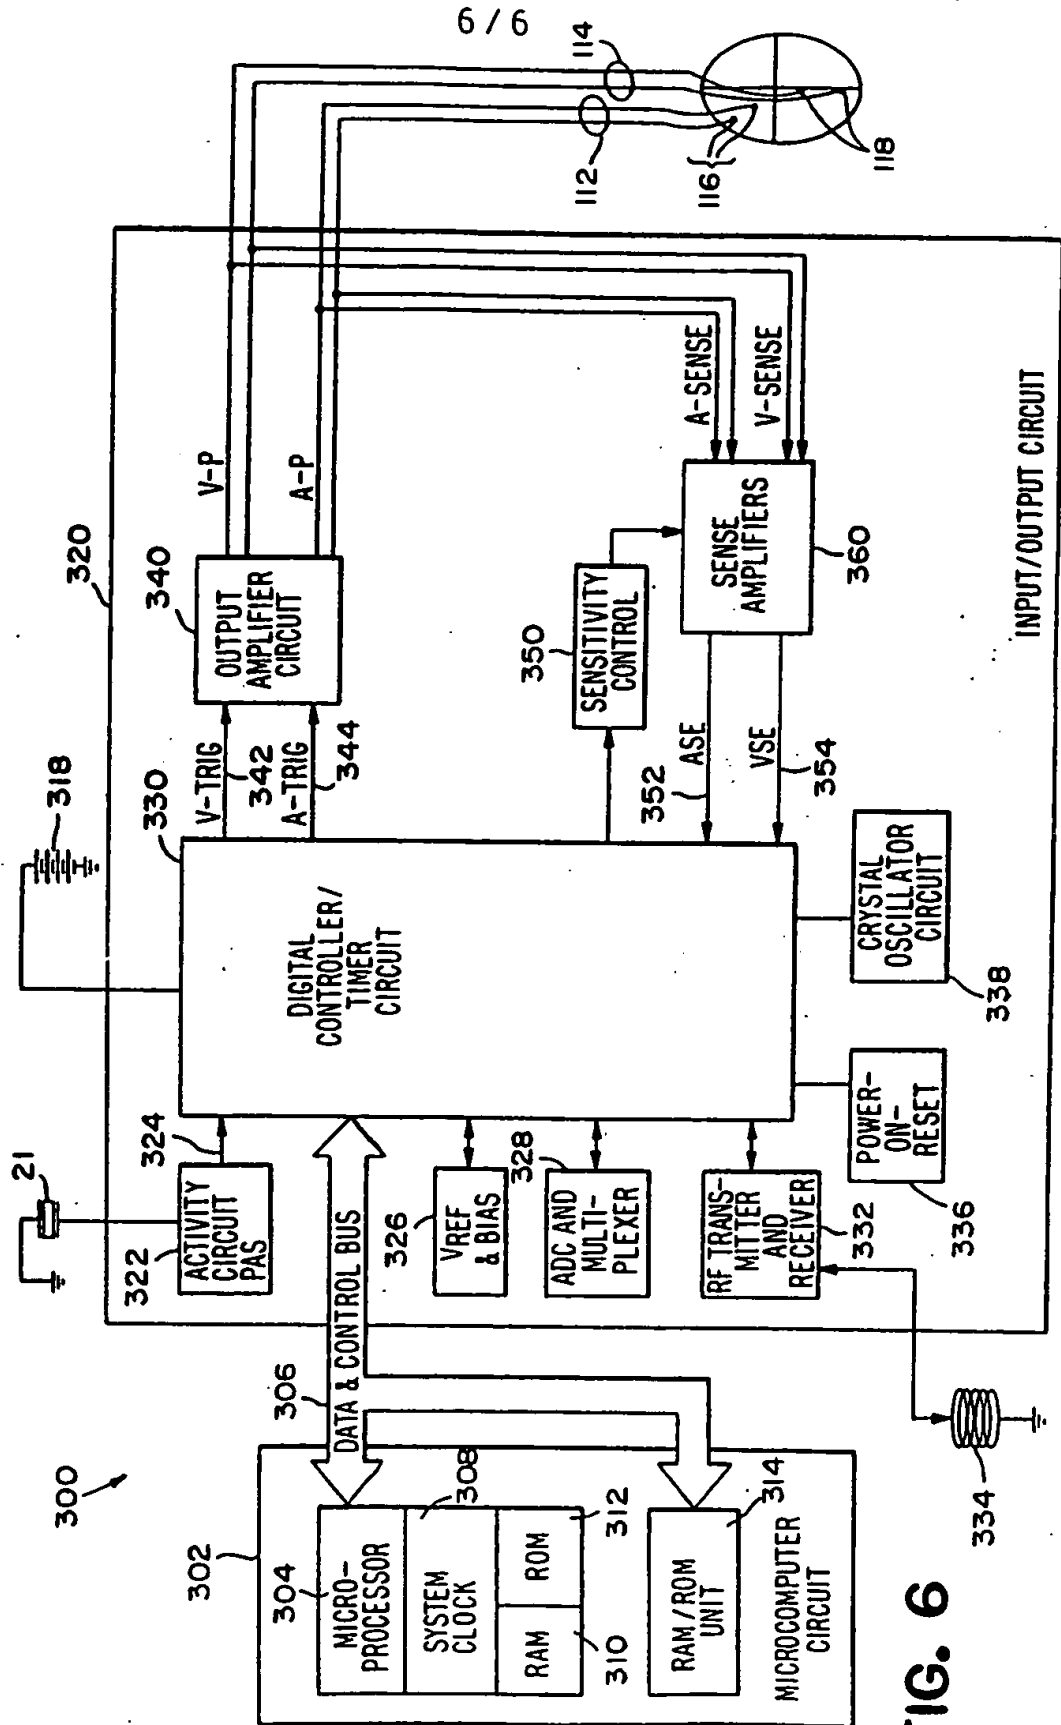 6 / 6
300
302
304
MICRO-
PROCESSOR
SYSTEM
CLOCK
308
RAM
ROM
310
312
RAM/ROM
UNIT
314
MICROCOMPUTER
CIRCUIT
306
DATA & CONTROL BUS
21
322
ACTIVITY
CIRCUIT
PAS
324
326
VREF
& BIAS
328
ADC AND
MULTI-
PLEXER
RF TRANS-
MITTER
AND
RECEIVER
332
334
POWER-
ON-
RESET
336
CRYSTAL
OSCILLATOR
CIRCUIT
338
318
320
330
DIGITAL
CONTROLLER/
TIMER
CIRCUIT
V-TRIG
342
A-TRIG
344
340
OUTPUT
AMPLIFIER
CIRCUIT
V-P
A-P
350
SENSITIVITY
CONTROL
352
ASE
VSE
354
SENSE
AMPLIFIERS
360
A-SENSE
V-SENSE
INPUT/OUTPUT CIRCUIT
112
114
116
118
FIG. 6